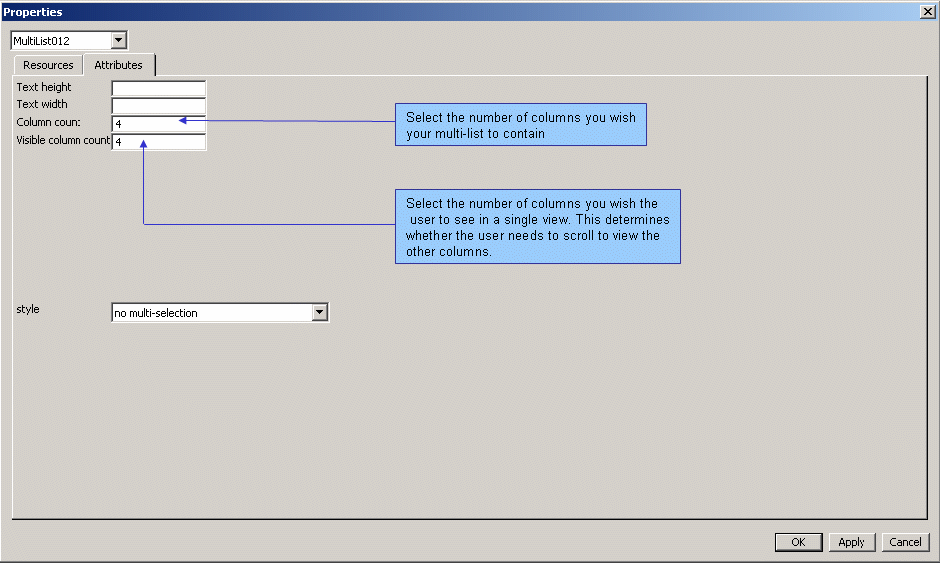 Properties
MultiList012
Resources Attributes
Text height
Text width
Column coun:
4
Visible column count
4
Select the number of columns you wish
your multi-list to contain
Select the number of columns you wish the
user to see in a single view. This determines
whether the user needs to scroll to view the
other columns.
style
no multi-selection
OK Apply Cancel